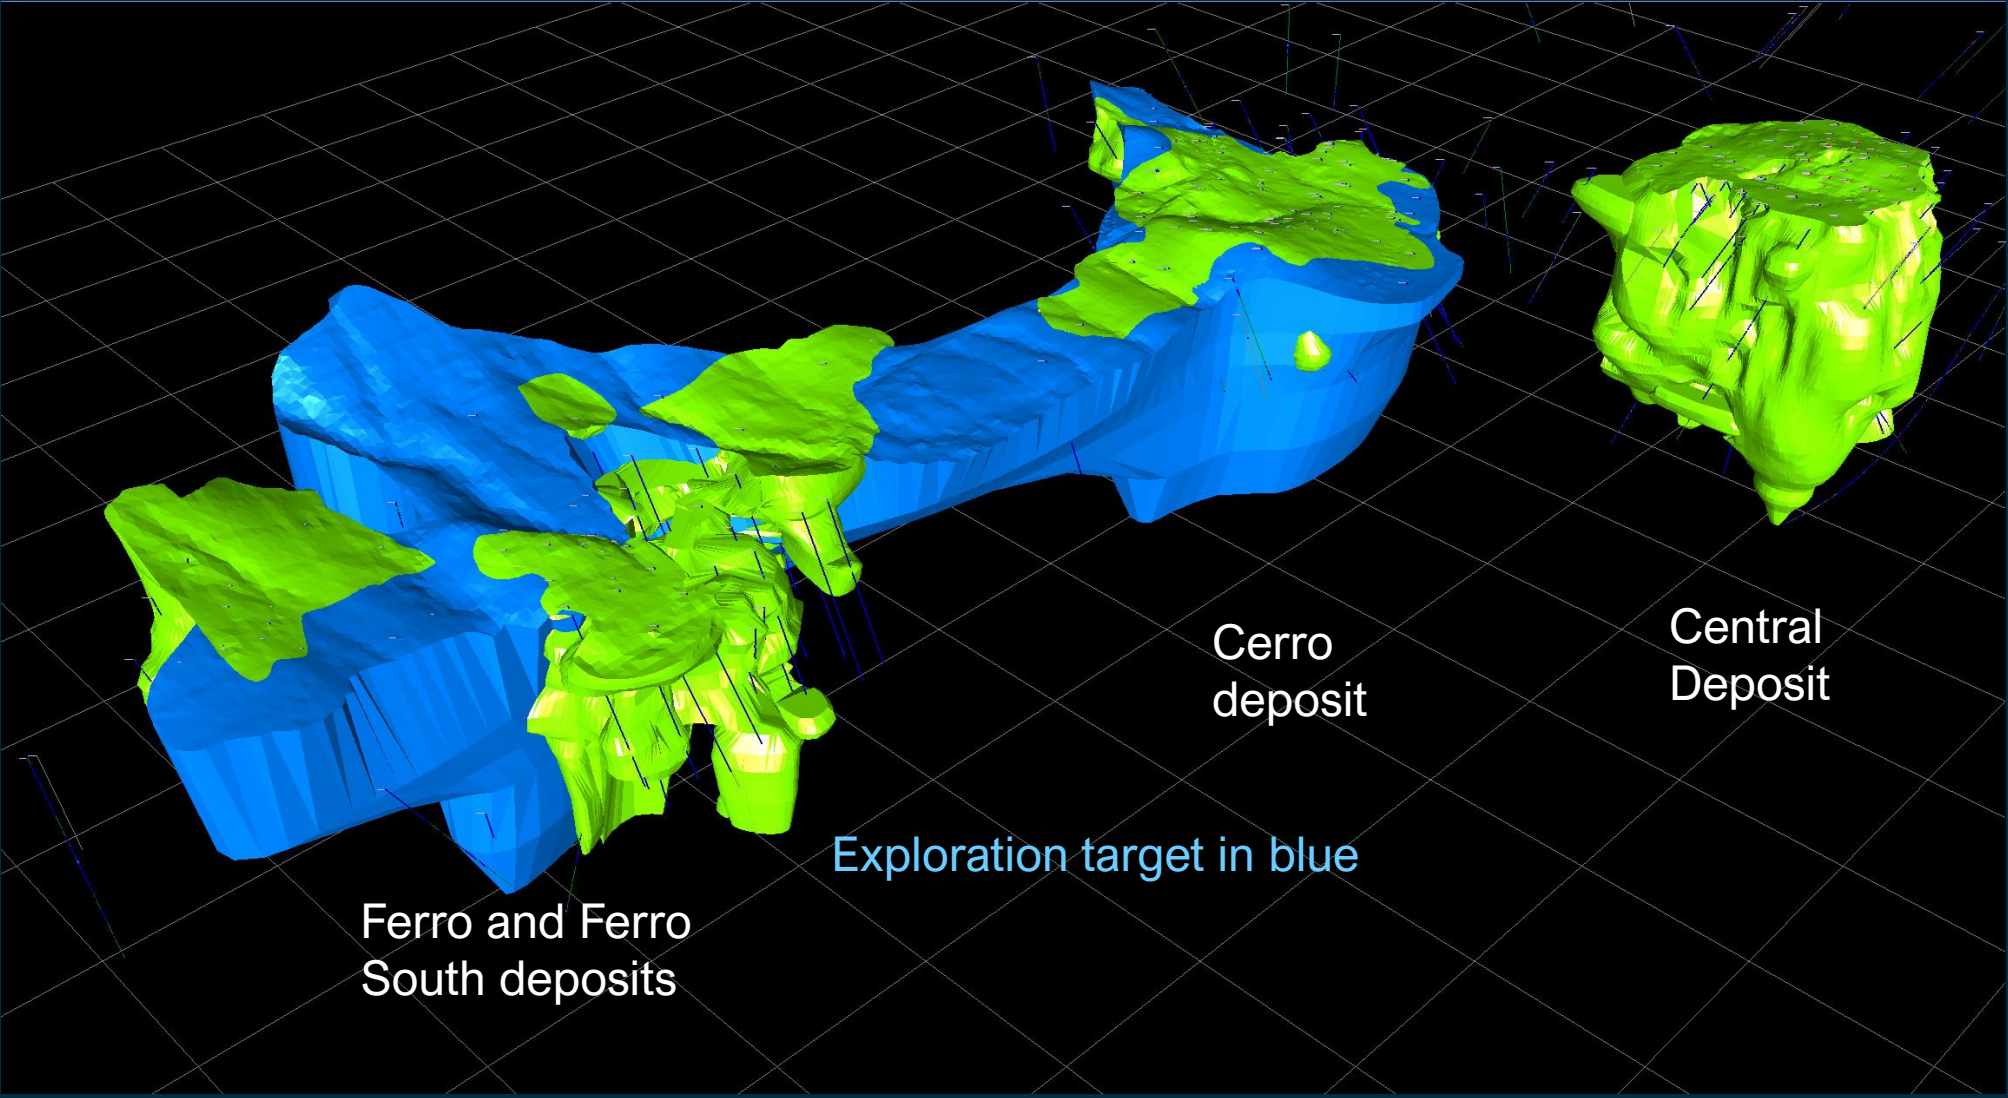 Cerro
deposit
Central
Deposit
Exploration target in blue
Ferro and Ferro
South deposits